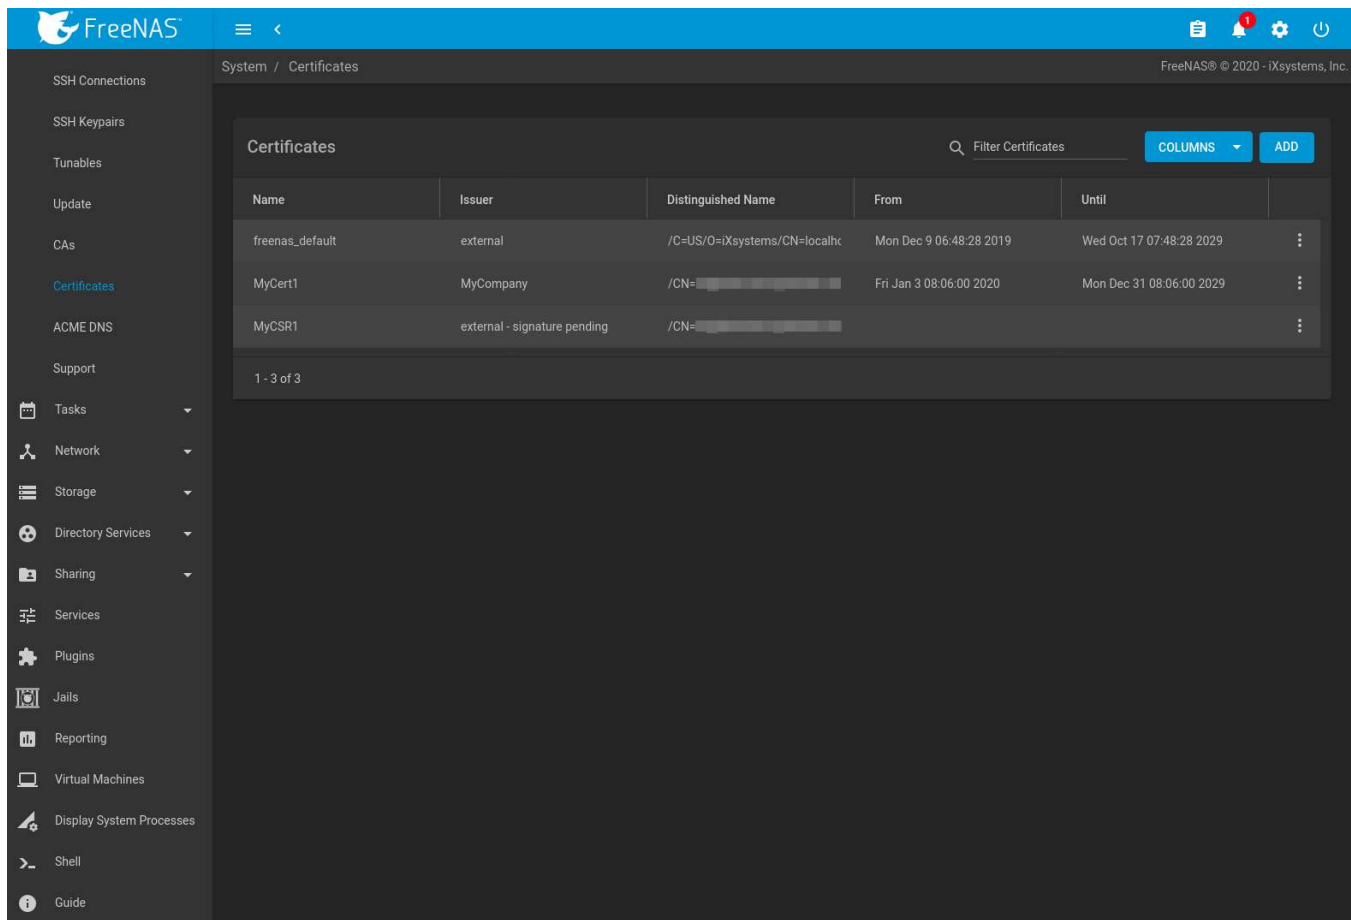 FreeNAS
1
System / Certificates
FreeNAS® © 2020 - iXsystems, Inc.
SSH Connections
SSH Keypairs
Tunables
Update
CAs
Certificates
ACME DNS
Support
Tasks
Network
Storage
Directory Services
Sharing
Services
Plugins
Jails
Reporting
Virtual Machines
Display System Processes
Shell
Guide
Certificates
Filter Certificates
COLUMNS
ADD
Name Issuer Distinguished Name From Until
freenas_default external /C=US/O=iXsystems/CN=localhc Mon Dec 9 06:48:28 2019 Wed Oct 17 07:48:28 2029
MyCert1 MyCompany /CN= Fri Jan 3 08:06:00 2020 Mon Dec 31 08:06:00 2029
MyCSR1 external - signature pending /CN=
1 - 3 of 3